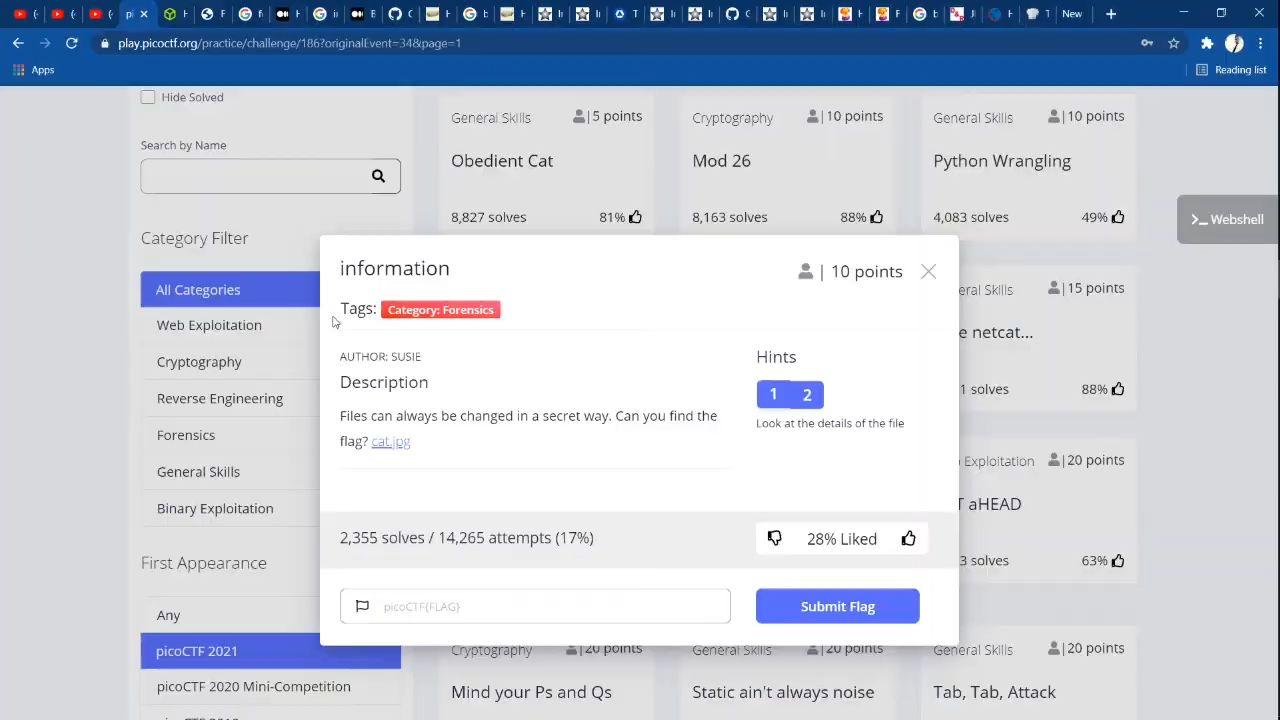 New
play.picoctf.org/practice/challenge/186?originalEvent=34&page=1
Apps
Reading list
Hide Solved
Search by Name
Category Filter
All Categories
Web Exploitation
Cryptography
Reverse Engineering
Forensics
General Skills
Binary Exploitation
First Appearance
Any
picoCTF 2021
picoCTF 2020 Mini-Competition
General Skills | 5 points
Obedient Cat
8,827 solves 81%
Cryptography | 10 points
Mod 26
8,163 solves 88%
General Skills | 10 points
Python Wrangling
4,083 solves 49%
>_ Webshell
information | 10 points
Tags: Category: Forensics
AUTHOR: SUSIE
Description
Files can always be changed in a secret way. Can you find the
flag? cat.jpg
Hints
1 2
Look at the details of the file
2,355 solves / 14,265 attempts (17%)
28% Liked
picoCTF{FLAG}
Submit Flag
eral Skills | 15 points
netcat...
1 solves 88%
Exploitation | 20 points
aHEAD
3 solves 63%
Cryptography | 20 points
Mind your Ps and Qs
General Skills | 20 points
Static ain't always noise
General Skills | 20 points
Tab, Tab, Attack